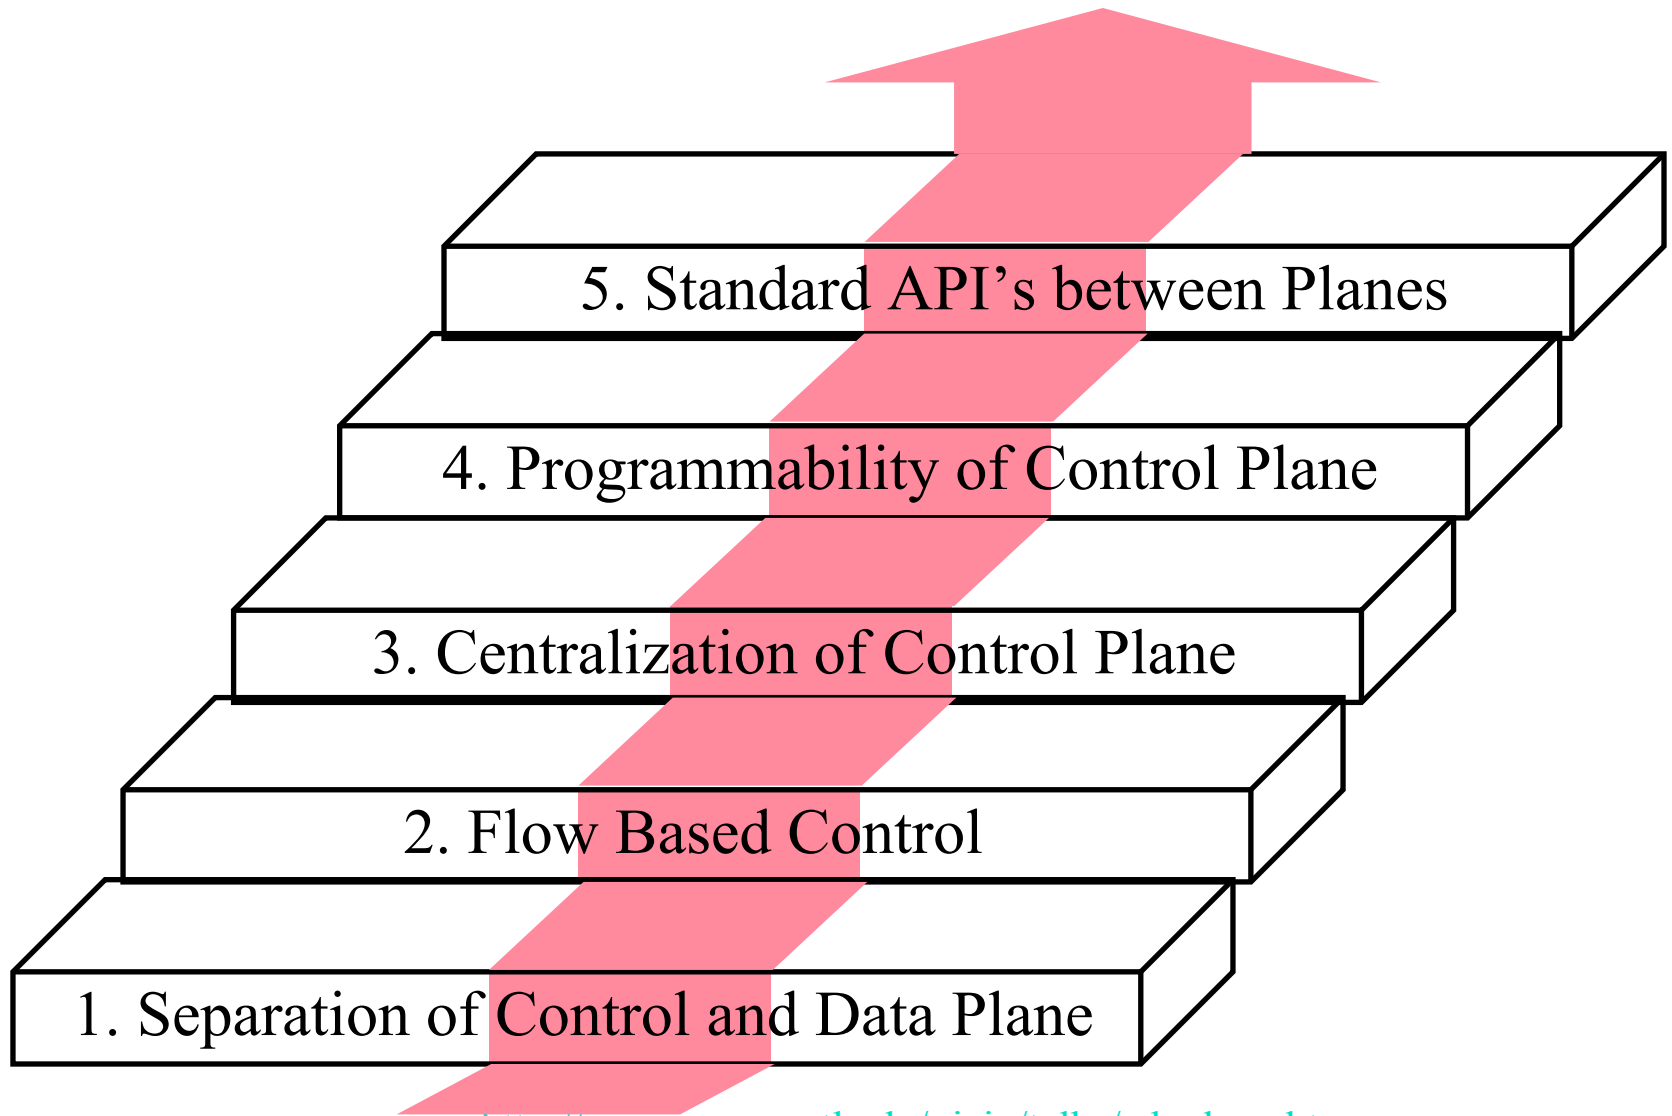 5. Standard API’s between Planes
4. Programmability of Control Plane
3. Centralization of Control Plane
2. Flow Based Control
1. Separation of Control and Data Plane